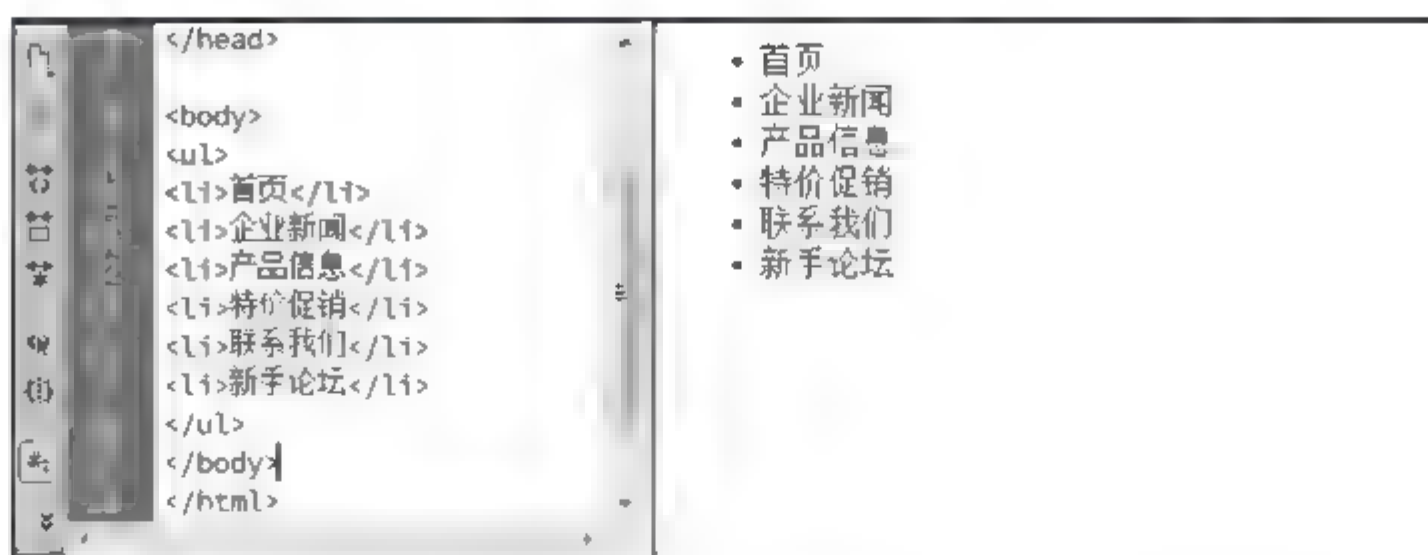 </head>
<body>
<ul>
<li>首页</li>
<li>企业新闻</li>
<li>产品信息</li>
<li>特价促销</li>
<li>联系我们</li>
<li>新手论坛</li>
</ul>
</body>
</html>
• 首页
• 企业新闻
• 产品信息
• 特价促销
• 联系我们
• 新手论坛